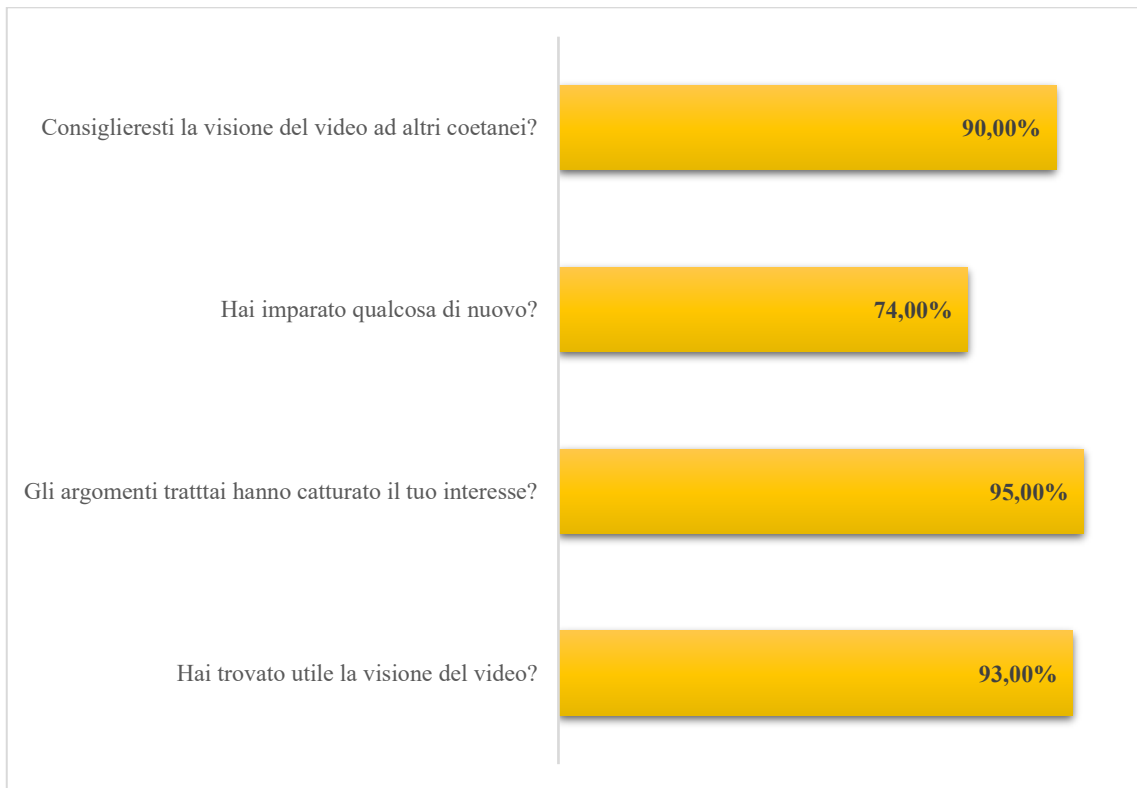 Consiglieresti la visione del video ad altri coetanei?
90,00%
Hai imparato qualcosa di nuovo?
74,00%
Gli argomenti tratttai hanno catturato il tuo interesse?
95,00%
Hai trovato utile la visione del video?
93,00%